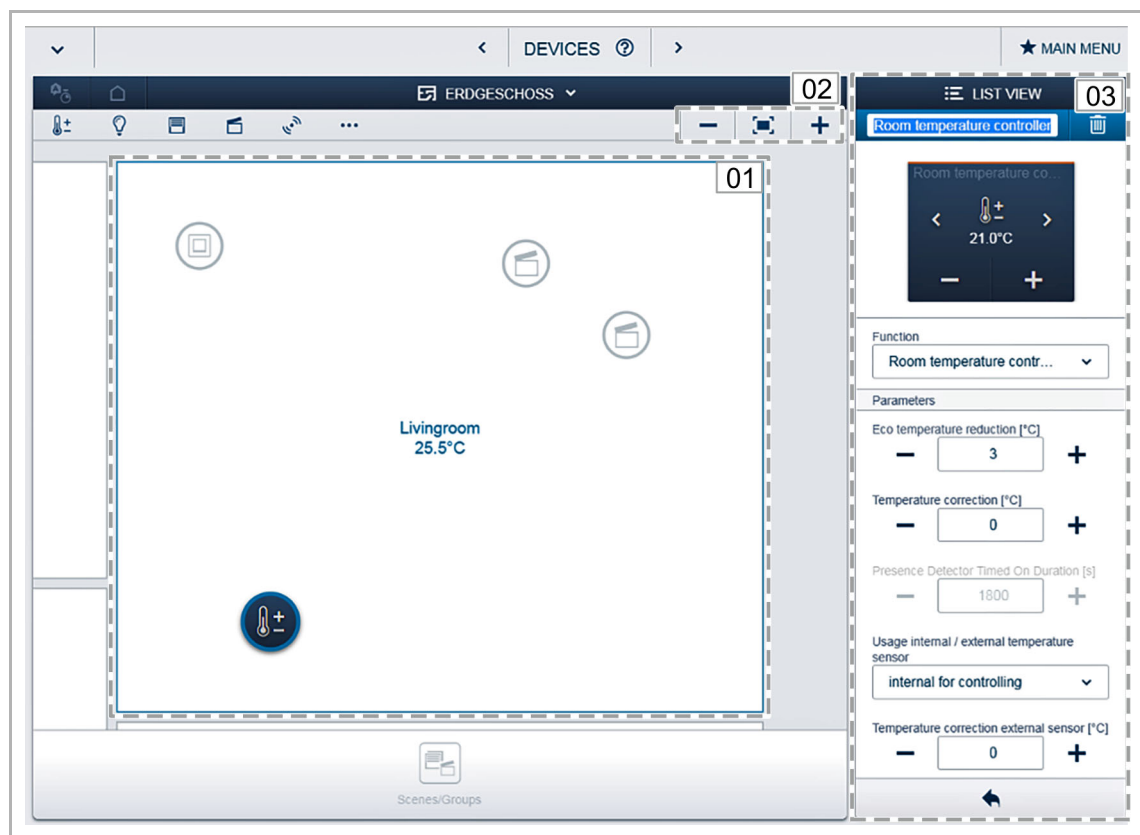 DEVICES ?
MAIN MENU
ERDGESCHOSS
02
01
Livingroom
25.5°C
Scenes/Groups
LIST VIEW
03
Room temperature controller
Room temperature co...
21.0°C
Function
Room temperature contr...
Parameters
Eco temperature reduction [°C]
3
Temperature correction [°C]
0
Presence Detector Timed On Duration [s]
1800
Usage internal / external temperature
sensor
internal for controlling
Temperature correction external sensor [°C]
0